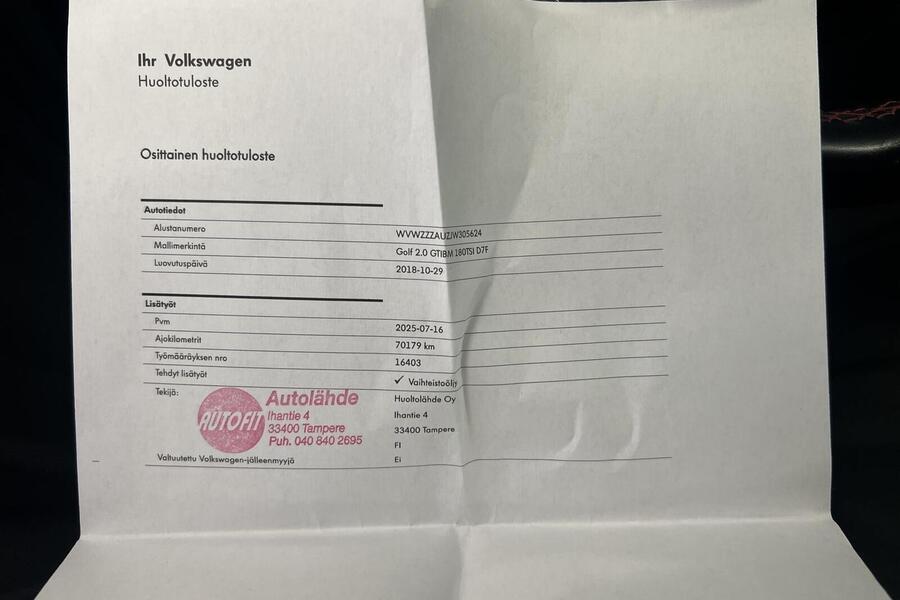 Ihr Volkswagen
Huoltotuloste
Osittainen huoltotuloste
Autotiedot
Alustanumero WVWZZZAUZJW305624
Mallimerkintä Golf 2.0 GTIBM 180TSI D7F
Luovutuspäivä 2018-10-29
Lisätyöt
Pvm 2025-07-16
Ajokilometrit 70179 km
Työmääräyksen nro 16403
Tehdyt lisätyöt ✓ Vaihteistoöljy
Tekijä: Huoltolähde Oy
Ihantie 4
33400 Tampere
FI
AUTOFIT
Autolähde
Ihantie 4
33400 Tampere
Puh. 040 840 2695
Valtuutettu Volkswagen-jälleenmyyjä Ei